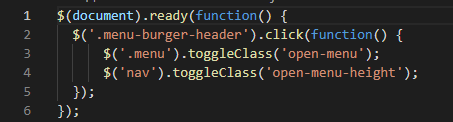 1 $(document).ready(function() {
2   $('.menu-burger-header').click(function() {
3       $('.menu').toggleClass('open-menu');
4       $('nav').toggleClass('open-menu-height');
5   });
6 });